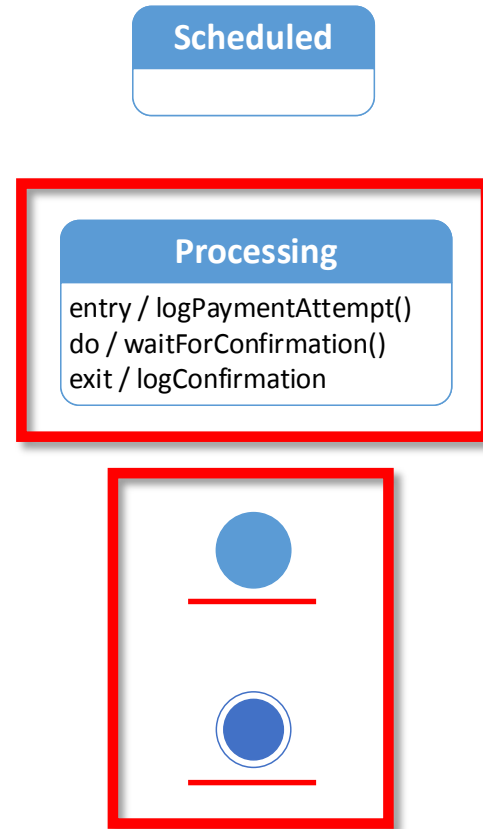 Scheduled
Processing
entry / logPaymentAttempt()
do / waitForConfirmation()
exit / logConfirmation